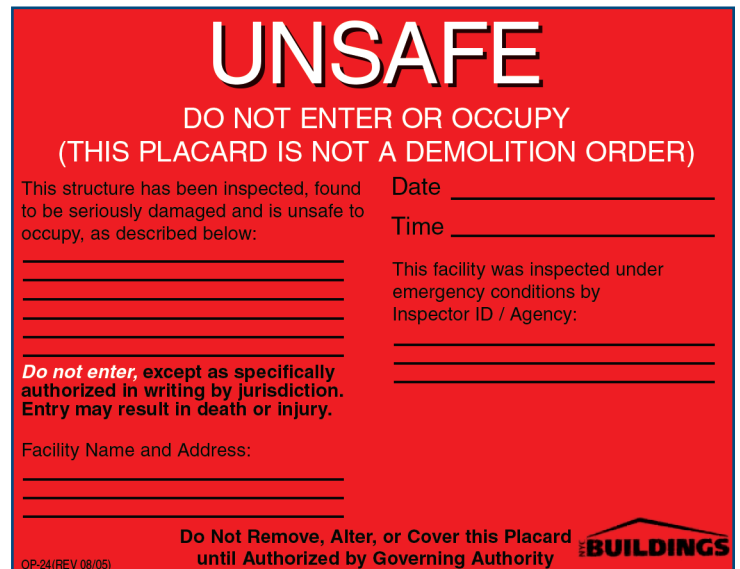 UNSAFE
DO NOT ENTER OR OCCUPY
(THIS PLACARD IS NOT A DEMOLITION ORDER)
This structure has been inspected, found
to be seriously damaged and is unsafe to
occupy, as described below:
Do not enter, except as specifically
authorized in writing by jurisdiction.
Entry may result in death or injury.
Facility Name and Address:
Date
Time
This facility was inspected under
emergency conditions by
Inspector ID / Agency:
Do Not Remove, Alter, or Cover this Placard
until Authorized by Governing Authority
OP-24(REV 08/05)
NYC BUILDINGS